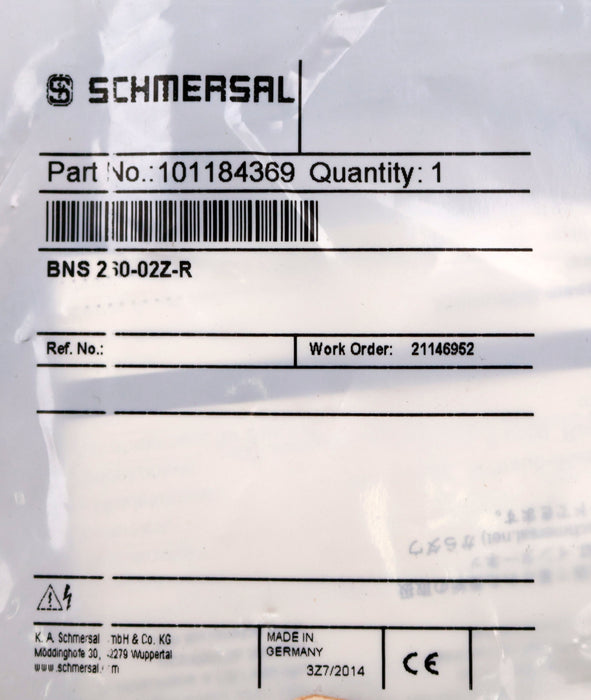 SCHMERSAL
Part No.:101184369 Quantity: 1
BNS 260-02Z-R
Ref. No.: Work Order: 21146952
K. A. Schmersal GmbH & Co. KG
Möddinghofe 30, 42279 Wuppertal
www.schmersal.com
MADE IN
GERMANY
3Z7/2014
CE